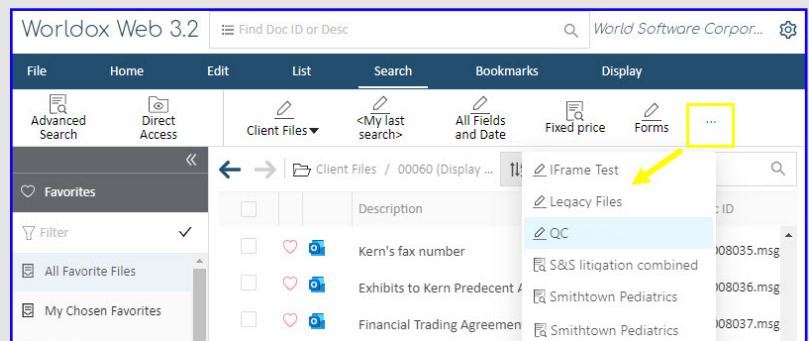 Worldox Web 3.2
Find Doc ID or Desc
World Software Corpor...
File Home Edit List Search Bookmarks Display
Advanced Search
Direct Access
Client Files
<My last search>
All Fields and Date
Fixed price
Forms
...
Favorites
Client Files / 00060 (Display ...
Filter
Description
ID
All Favorite Files
My Chosen Favorites
Kern's fax number
008035.msg
Exhibits to Kern Predecent
008036.msg
Financial Trading Agreemen
008037.msg
IFrame Test
Legacy Files
QC
S&S litigation combined
Smithtown Pediatrics
Smithtown Pediatrics